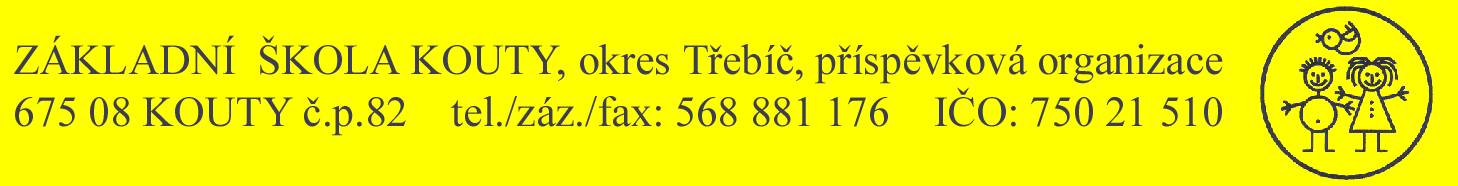 ZÁKLADNÍ ŠKOLA KOUTY, okres Třebíč, příspěvková organizace
675 08 KOUTY č.p.82 tel./záz./fax: 568 881 176 IČO: 750 21 510